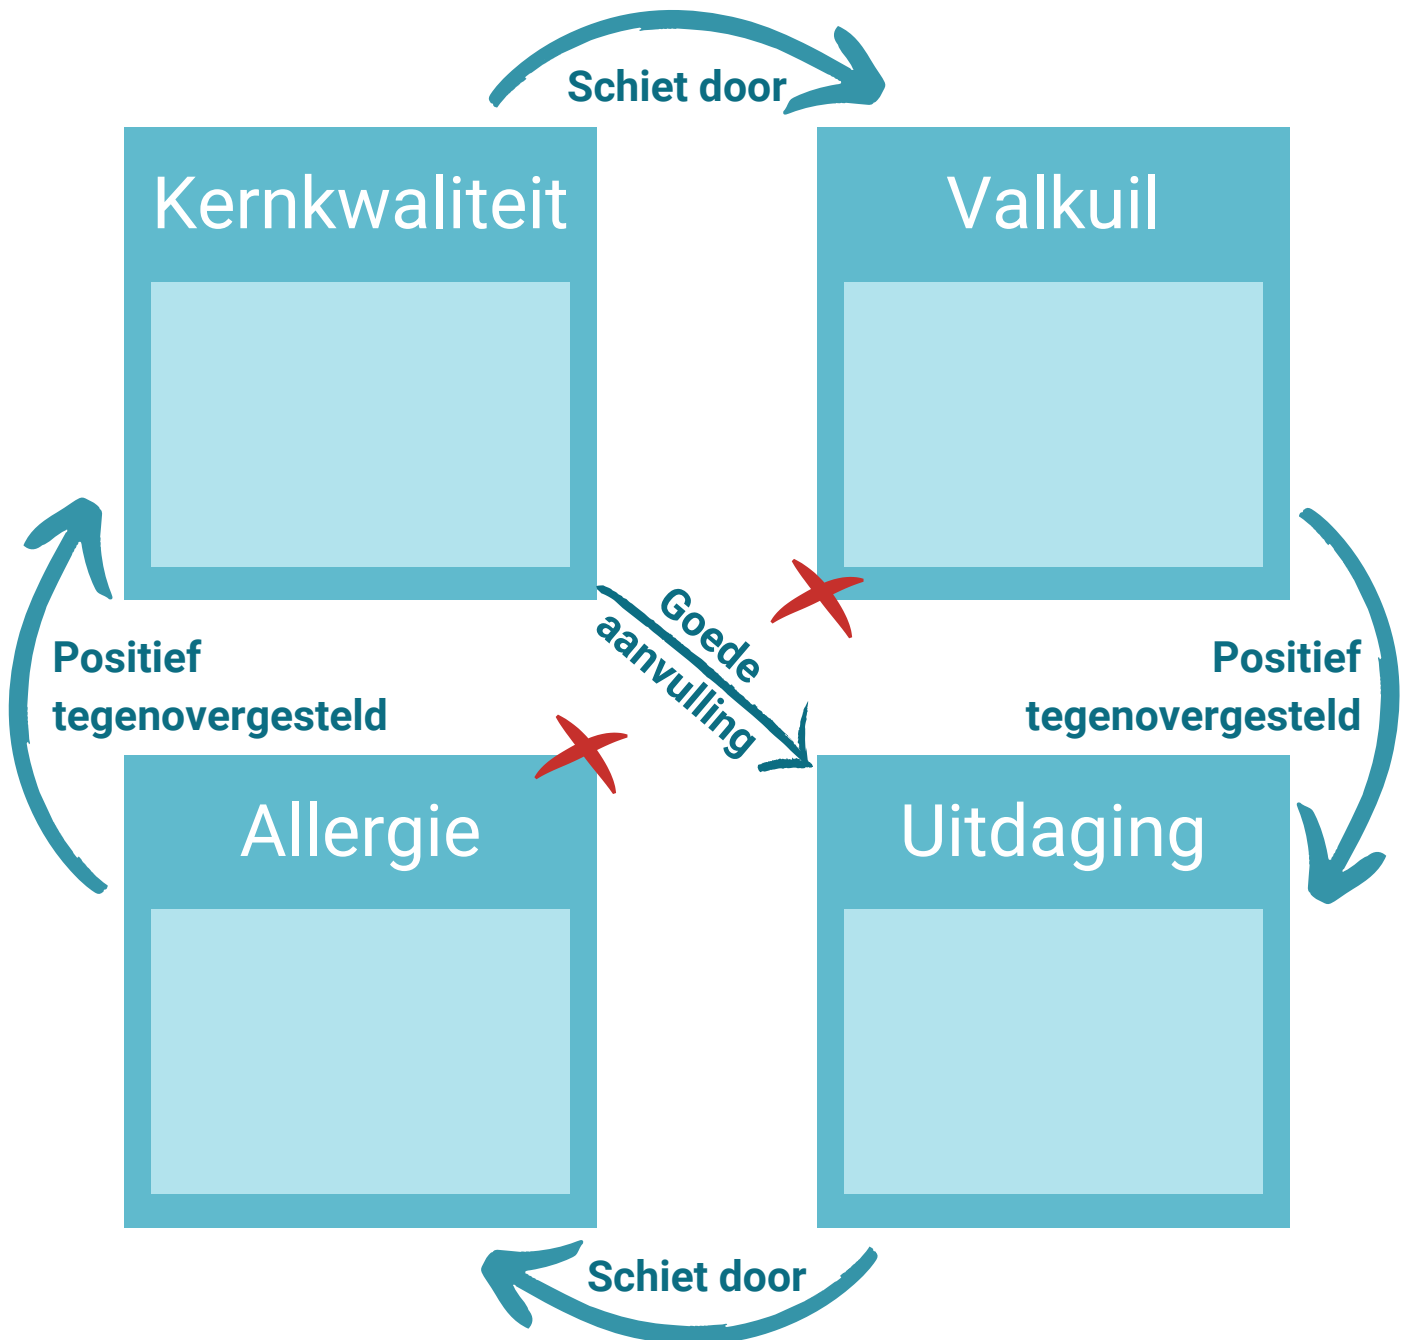 Schiet door
Kernkwaliteit
Valkuil
Goede
aanvulling
Positief
tegenovergesteld
Positief
tegenovergesteld
Allergie
Uitdaging
Schiet door